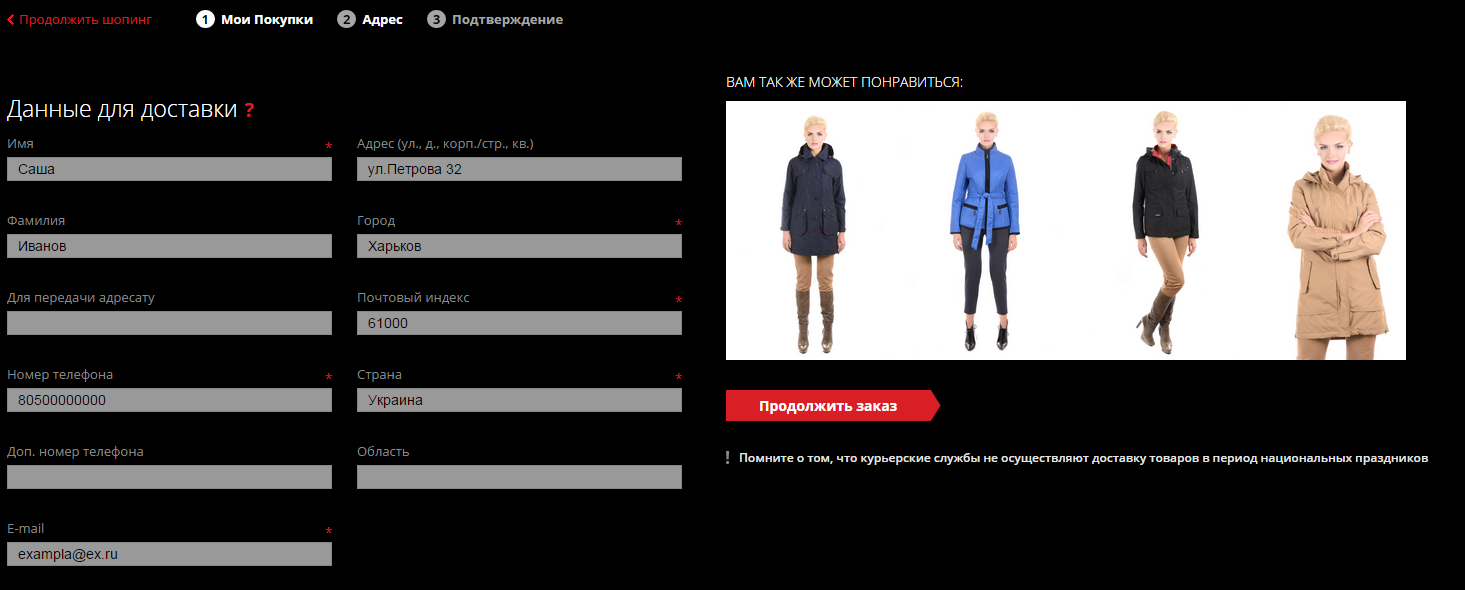 Продолжить шопинг
1 Мои Покупки
2 Адрес
3 Подтверждение
Данные для доставки ?
Имя *
Саша
Адрес (ул., д., корп./стр., кв.)
ул.Петрова 32
Фамилия
Иванов
Город *
Харьков
Для передачи адресату
Почтовый индекс *
61000
Номер телефона *
80500000000
Страна *
Украина
Доп. номер телефона
Область
E-mail *
exampla@ex.ru
ВАМ ТАК ЖЕ МОЖЕТ ПОНРАВИТЬСЯ:
Продолжить заказ
! Помните о том, что курьерские службы не осуществляют доставку товаров в период национальных праздников